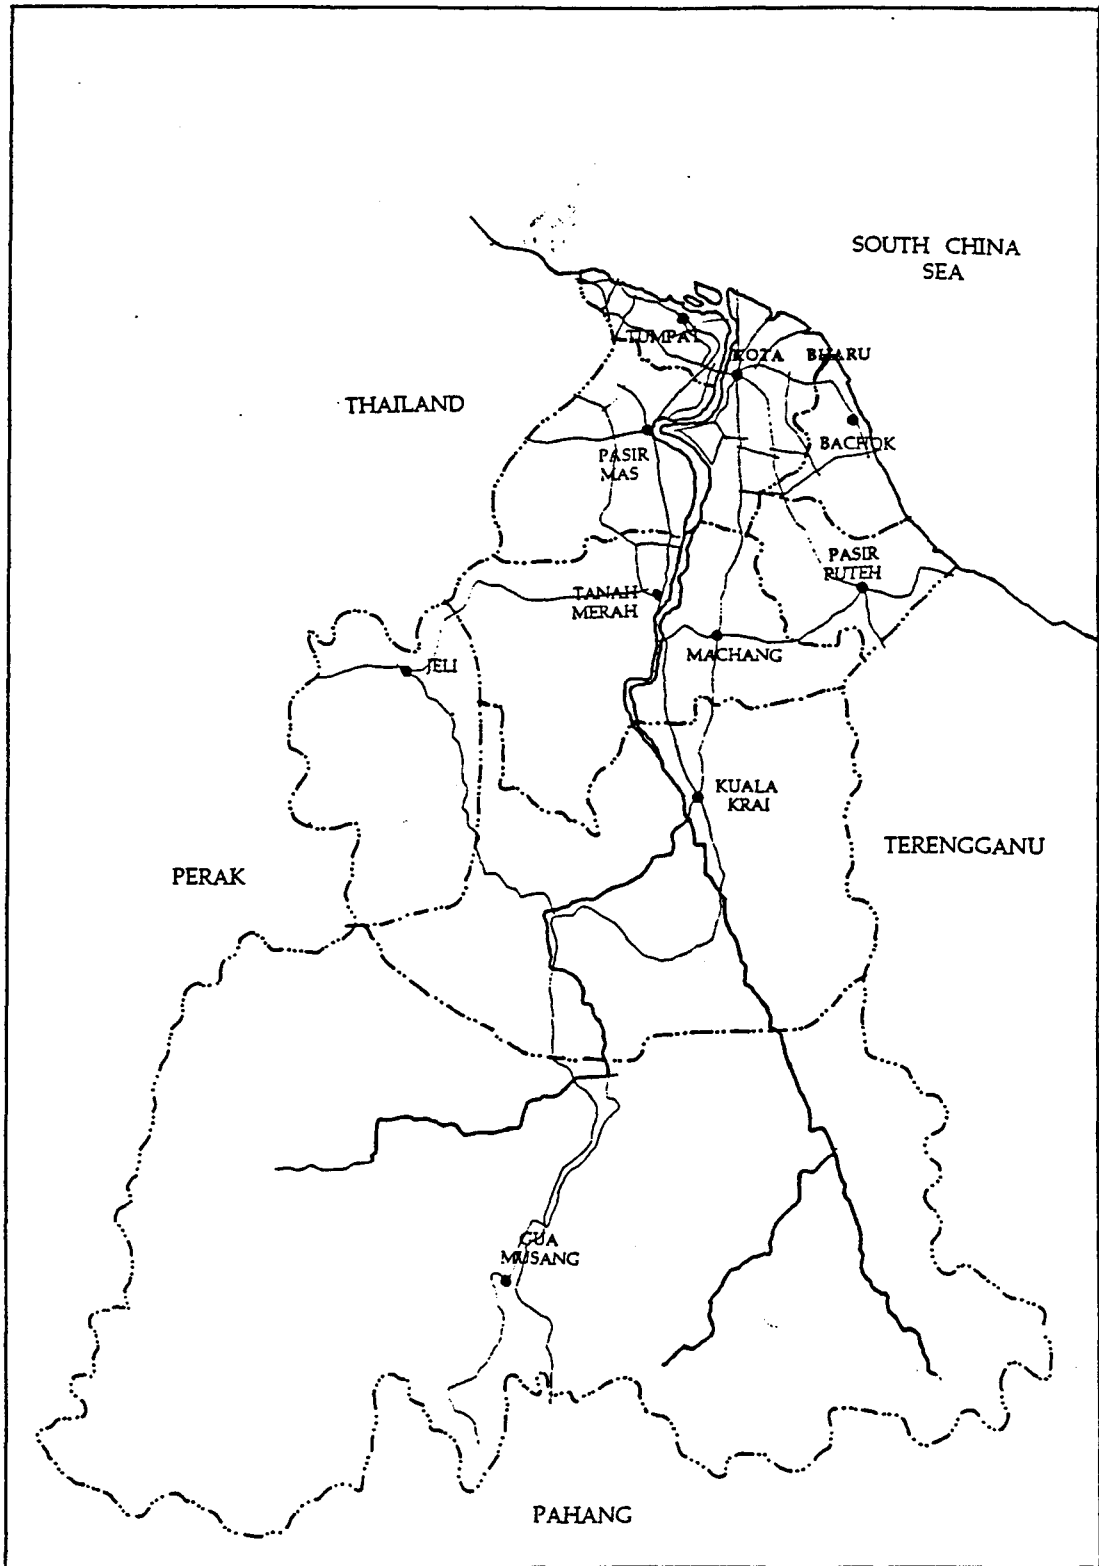 SOUTH CHINA
SEA
TUMPAT
KOTA BHARU
THAILAND
BACHOK
PASIR
MAS
PASIR
PUTEH
TANAH
MERAH
MACHANG
JELI
KUALA
KRAI
TERENGGANU
PERAK
GUA
MUSANG
PAHANG